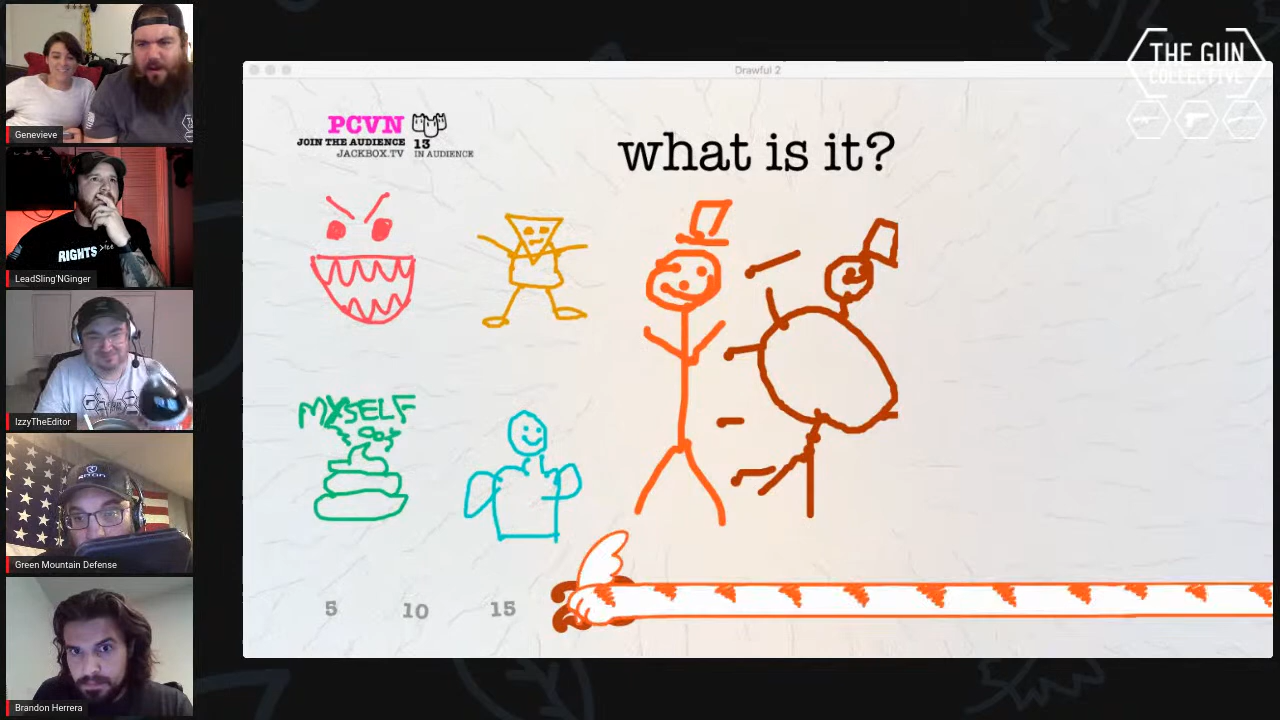 Genevieve
LeadSling'NGinger
RIGHTS
IzzyTheEditor
Green Mountain Defense
Brandon Herrera
Drawful 2
PCVN
JOIN THE AUDIENCE
JACKBOX.TV
13
IN AUDIENCE
what is it?
MYSELF
5 10 15
THE GUN
COLLECTIVE